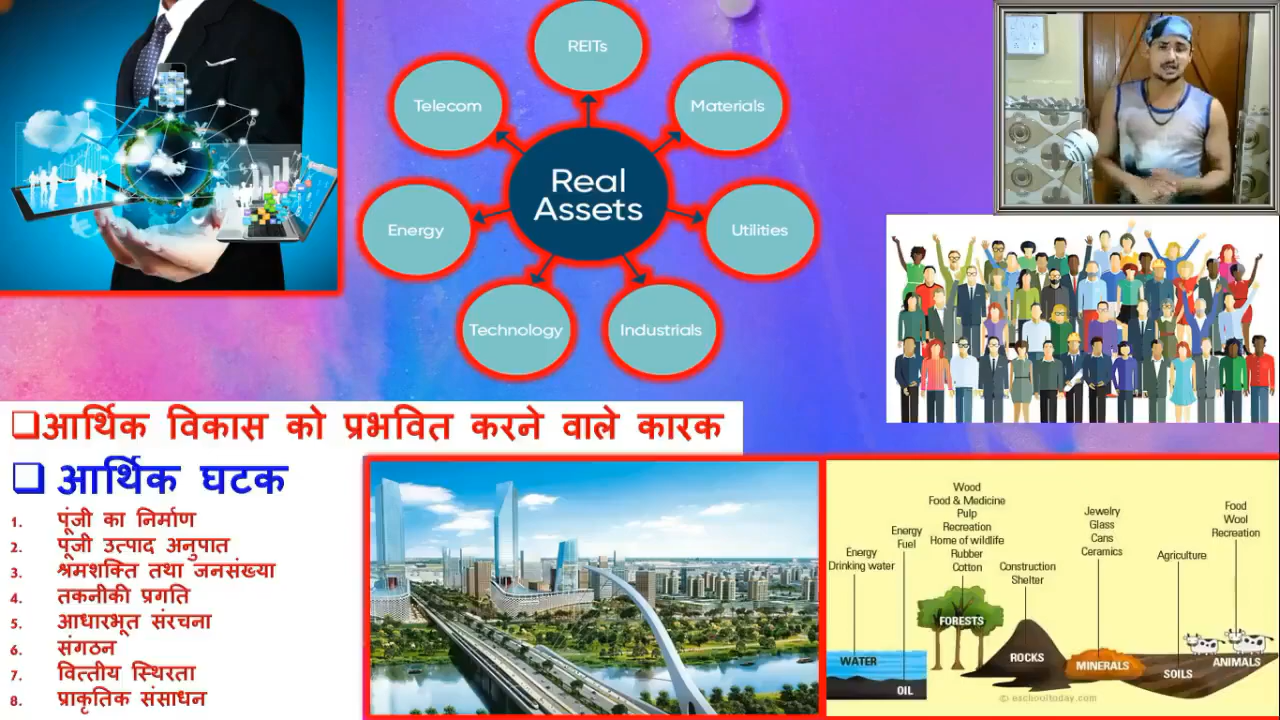 REITs
Telecom
Materials
Real
Assets
Energy
Utilities
Technology
Industrials
❑आर्थिक विकास को प्रभवित करने वाले कारक
❑ आर्थिक घटक
1. पूंजी का निर्माण
2. पूंजी उत्पाद अनुपात
3. श्रमशक्ति तथा जनसंख्या
4. तकनीकी प्रगति
5. आधारभूत संरचना
6. संगठन
7. वित्तीय स्थिरता
8. प्राकृतिक संसाधन
Energy
Drinking water
Energy
Fuel
Wood
Food & Medicine
Pulp
Recreation
Home of wildlife
Rubber
Cotton
Construction
Shelter
Jewelry
Glass
Cans
Ceramics
Agriculture
Food
Wool
Recreation
WATER
OIL
FORESTS
ROCKS
MINERALS
SOILS
ANIMALS